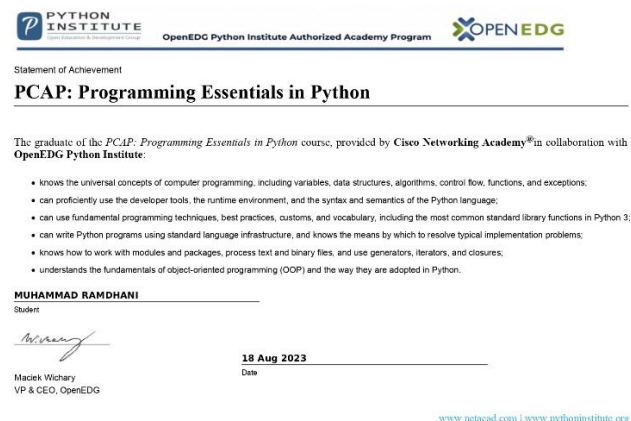 PYTHON
INSTITUTE
Open Education & Development Group
OpenEDG Python Institute Authorized Academy Program
OPENEDG
Statement of Achievement
PCAP: Programming Essentials in Python
The graduate of the PCAP: Programming Essentials in Python course, provided by Cisco Networking Academy® in collaboration with
OpenEDG Python Institute:
• knows the universal concepts of computer programming, including variables, data structures, algorithms, control flow, functions, and exceptions;
• can proficiently use the developer tools, the runtime environment, and the syntax and semantics of the Python language;
• can use fundamental programming techniques, best practices, customs, and vocabulary, including the most common standard library functions in Python 3;
• can write Python programs using standard language infrastructure, and knows the means by which to resolve typical implementation problems;
• knows how to work with modules and packages, process text and binary files, and use generators, iterators, and closures;
• understands the fundamentals of object-oriented programming (OOP) and the way they are adopted in Python.
MUHAMMAD RAMDHANI
Student
W.chary
18 Aug 2023
Date
Maciek Wichary
VP & CEO, OpenEDG
www.netacad.com | www.pythoninstitute.org